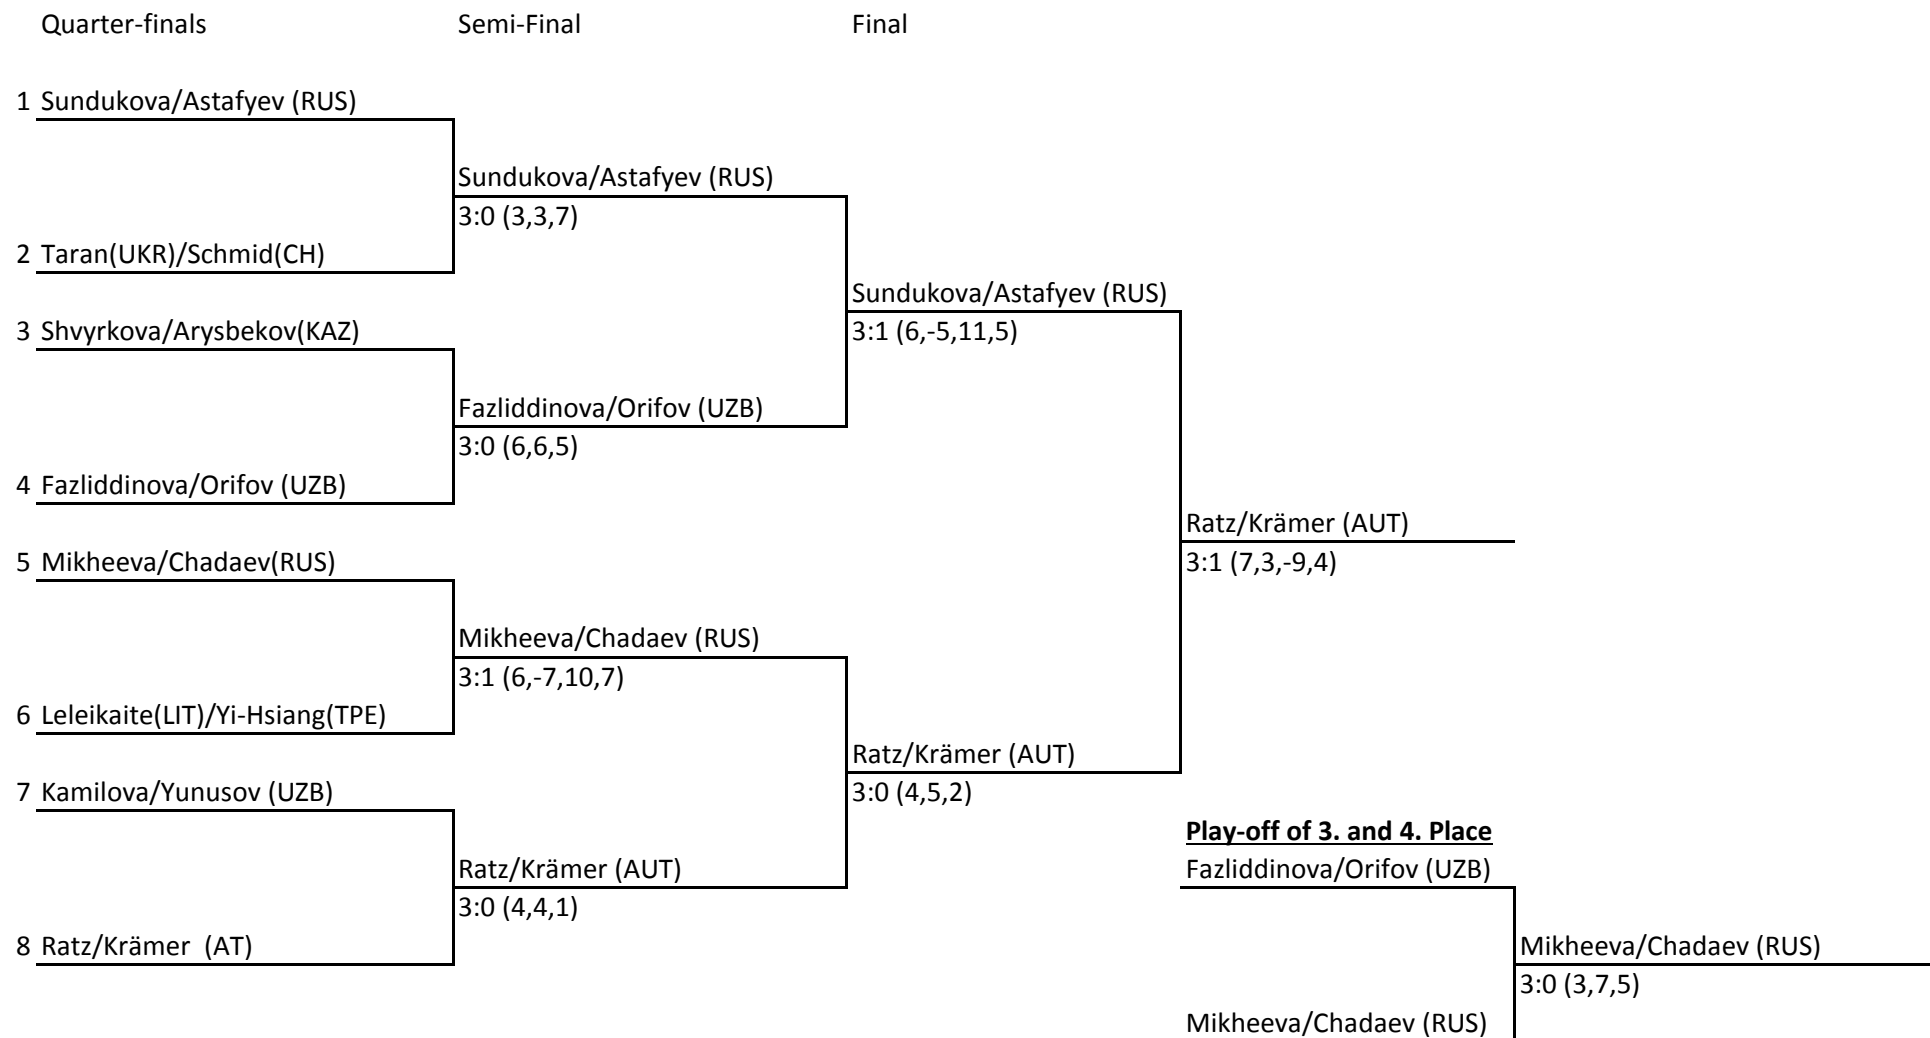 Quarter-finals Semi-Final Final
1 Sundukova/Astafyev (RUS)
Sundukova/Astafyev (RUS)
3:0 (3,3,7)
2 Taran(UKR)/Schmid(CH)
Sundukova/Astafyev (RUS)
3 Shvyrkova/Arysbekov(KAZ) 3:1 (6,-5,11,5)
Fazliddinova/Orifov (UZB)
3:0 (6,6,5)
4 Fazliddinova/Orifov (UZB)
Ratz/Krämer (AUT)
5 Mikheeva/Chadaev(RUS) 3:1 (7,3,-9,4)
Mikheeva/Chadaev (RUS)
3:1 (6,-7,10,7)
6 Leleikaite(LIT)/Yi-Hsiang(TPE)
Ratz/Krämer (AUT)
7 Kamilova/Yunusov (UZB) 3:0 (4,5,2)
Play-off of 3. and 4. Place
Ratz/Krämer (AUT) Fazliddinova/Orifov (UZB)
3:0 (4,4,1)
8 Ratz/Krämer  (AT) Mikheeva/Chadaev (RUS)
3:0 (3,7,5)
Mikheeva/Chadaev (RUS)